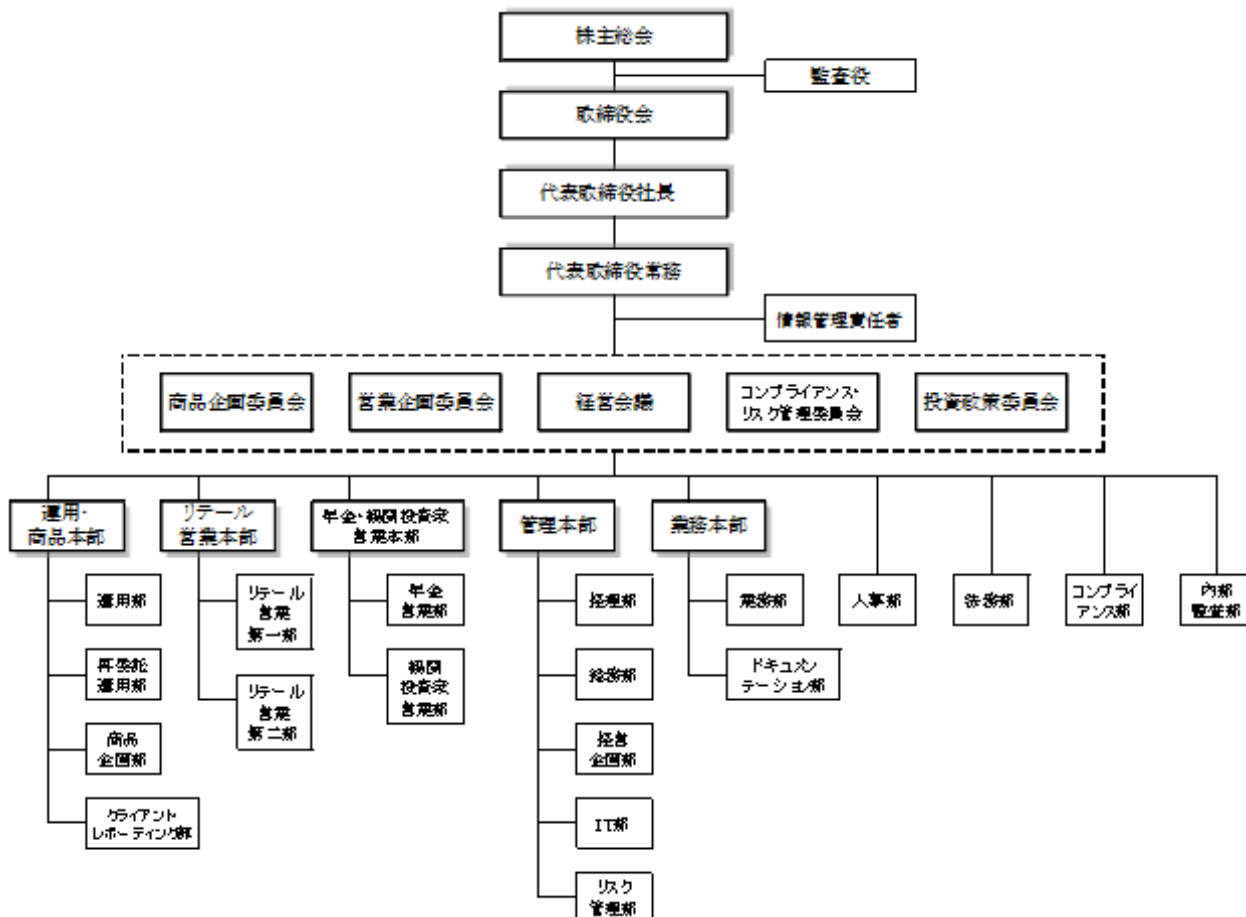 株主総会
監査役
取締役会
代表取締役社長
代表取締役常務
情報管理責任者
商品企画委員会
営業企画委員会
経営会議
コンプライアンス・
リスク管理委員会
投資政策委員会
運用・
商品本部
リテール
営業本部
年金・機関投資家
営業本部
管理本部
業務本部
運用部
再委託
運用部
商品
企画部
クライアント
レポーティング部
リテール
営業
第一部
リテール
営業
第二部
年金
営業部
機関
投資家
営業部
経理部
総務部
経営
企画部
IT部
リスク
管理部
業務部
ドキュメン
テーション部
人事部
法務部
コンプライ
アンス部
内部
監査部